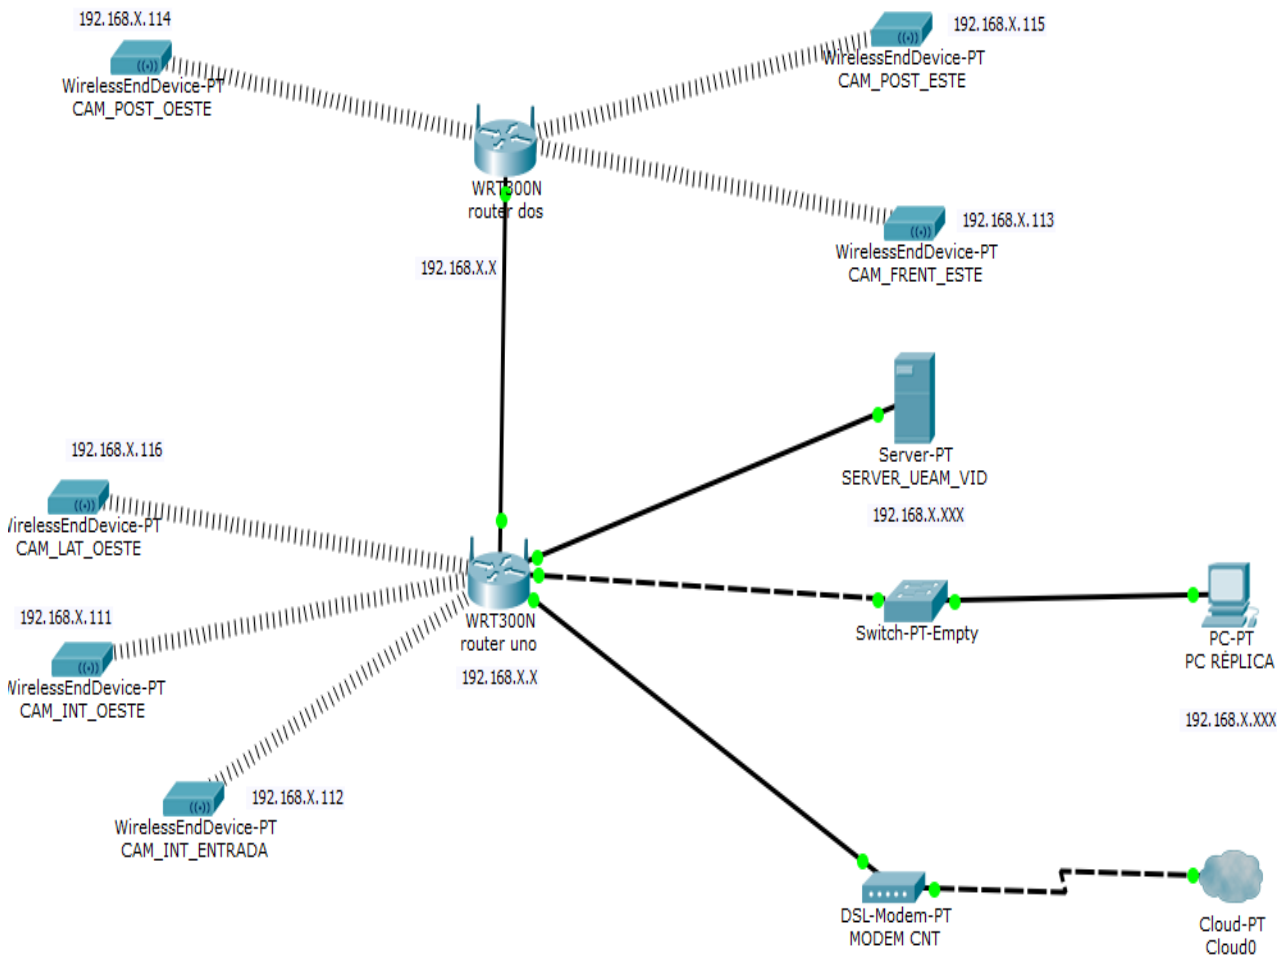 192.168.X.114
WirelessEndDevice-PT
CAM_POST_OESTE
192.168.X.115
WirelessEndDevice-PT
CAM_POST_ESTE
WRT300N
router dos
192.168.X.113
WirelessEndDevice-PT
CAM_FRENT_ESTE
192.168.X.X
Server-PT
SERVER_UEAM_VID
192.168.X.XXX
192.168.X.116
WirelessEndDevice-PT
CAM_LAT_OESTE
192.168.X.111
WirelessEndDevice-PT
CAM_INT_OESTE
WRT300N
router uno
192.168.X.X
Switch-PT-Empty
PC-PT
PC RÉPLICA
192.168.X.XXX
192.168.X.112
WirelessEndDevice-PT
CAM_INT_ENTRADA
DSL-Modem-PT
MODEM CNT
Cloud-PT
Cloud0